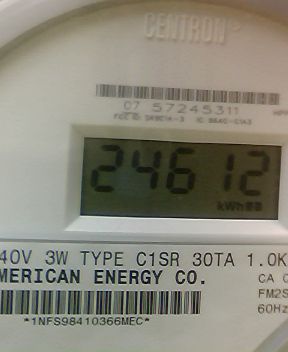 CENTRON
07 57245311
24612
kWh
40V 3W TYPE C1SR 30TA 1.0K
MERICAN ENERGY CO.
CA
FM2S
60Hz
*1NFS98410366MEC*